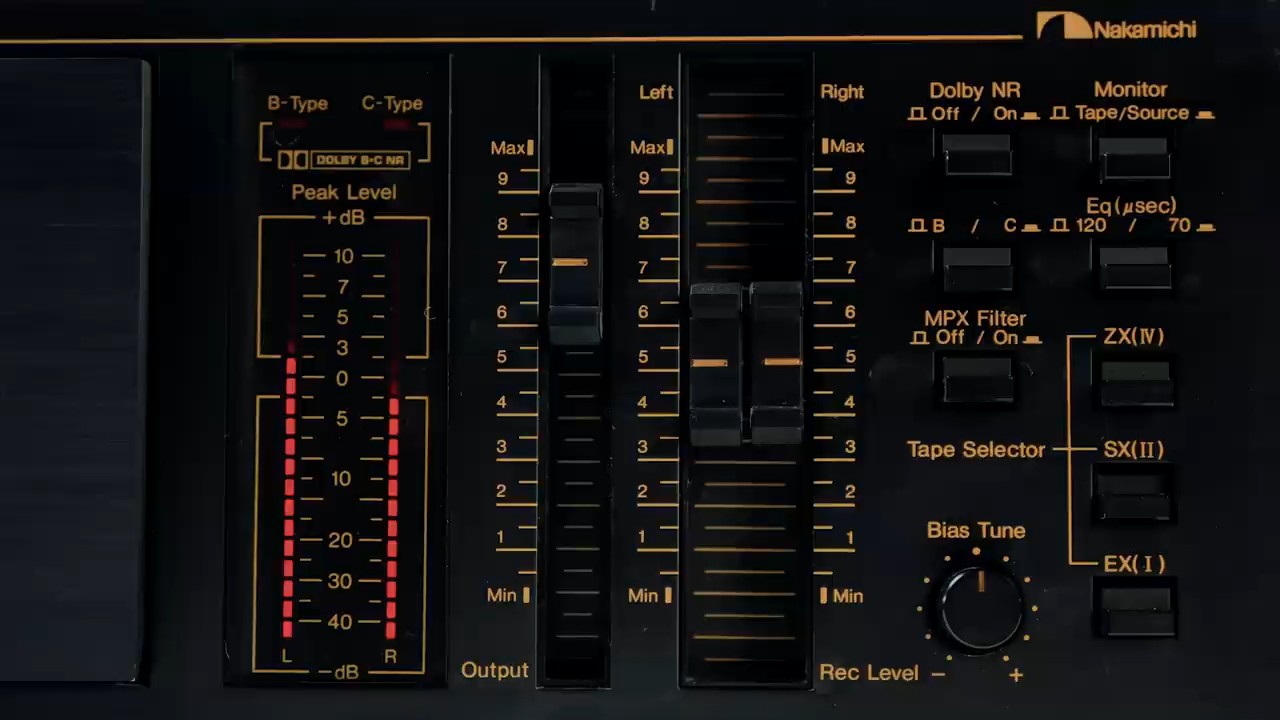 Nakamichi
B-Type C-Type
DOLBY B-C NR
Peak Level
+dB
10
7
5
3
0
5
10
20
30
40
L R
-dB
Max
9
8
7
6
5
4
3
2
1
Min
Output
Left
Max
9
8
7
6
5
4
3
2
1
Min
Right
Max
9
8
7
6
5
4
3
2
1
Min
Rec Level
Dolby NR
Off / On
B / C
MPX Filter
Off / On
Monitor
Tape/Source
Eq(μsec)
120 / 70
ZX(IV)
Tape Selector
SX(II)
EX(I)
Bias Tune
− +